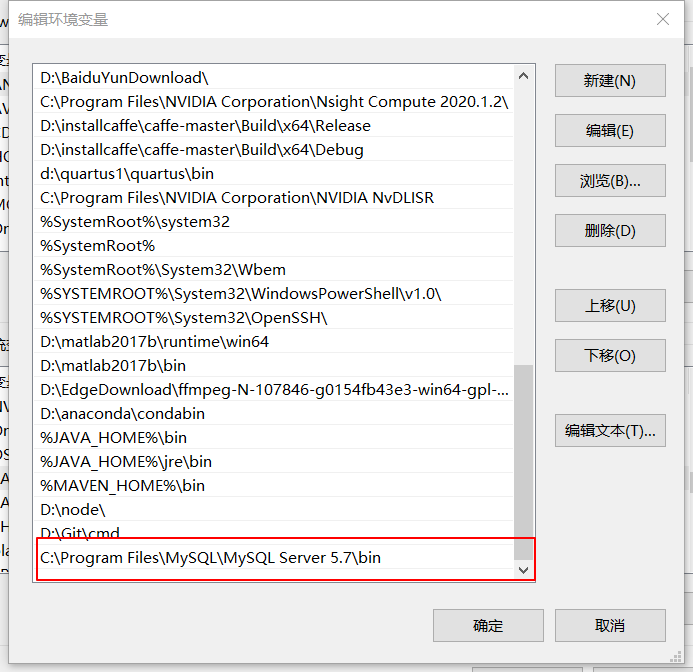 编辑环境变量
D:\BaiduYunDownload\
C:\Program Files\NVIDIA Corporation\Nsight Compute 2020.1.2\
D:\installcaffe\caffe-master\Build\x64\Release
D:\installcaffe\caffe-master\Build\x64\Debug
d:\quartus1\quartus\bin
C:\Program Files\NVIDIA Corporation\NVIDIA NvDLISR
%SystemRoot%\system32
%SystemRoot%
%SystemRoot%\System32\Wbem
%SYSTEMROOT%\System32\WindowsPowerShell\v1.0\
%SYSTEMROOT%\System32\OpenSSH\
D:\matlab2017b\runtime\win64
D:\matlab2017b\bin
D:\EdgeDownload\ffmpeg-N-107846-g0154fb43e3-win64-gpl-...
D:\anaconda\condabin
%JAVA_HOME%\bin
%JAVA_HOME%\jre\bin
%MAVEN_HOME%\bin
D:\node\
D:\Git\cmd
C:\Program Files\MySQL\MySQL Server 5.7\bin
新建(N)
编辑(E)
浏览(B)...
删除(D)
上移(U)
下移(O)
编辑文本(T)...
确定
取消